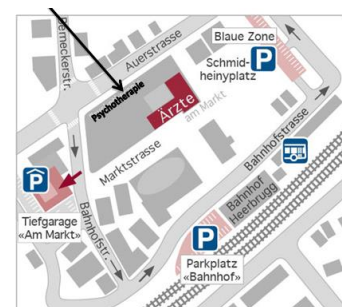 Berneckerstr.
Auerstrasse
Blaue Zone
P
Schmid-
heinyplatz
Psychotherapie
Ärzte
am Markt
Marktstrasse
Bahnhofstrasse
P
Tiefgarage
«Am Markt»
Bahnhofstr.
Bahnhof
Heerbrugg
P
Parkplatz
«Bahnhof»